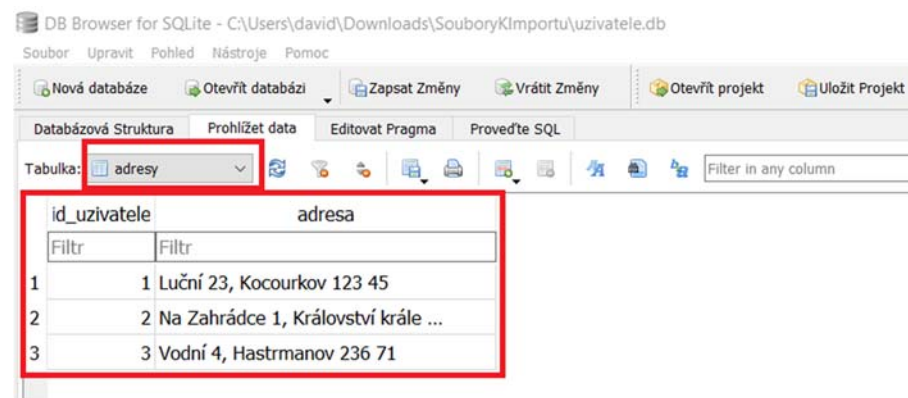 DB Browser for SQLite - C:\Users\david\Downloads\SouboryKImportu\uzivatele.db
Soubor Upravit Pohled Nástroje Pomoc
Nová databáze Otevřít databázi Zapsat Změny Vrátit Změny Otevřít projekt Uložit Projekt
Databázová Struktura Prohlížet data Editovat Pragma Proveďte SQL
Tabulka: adresy Filter in any column
id_uzivatele adresa
Filtr Filtr
1 1 Luční 23, Kocourkov 123 45
2 2 Na Zahrádce 1, Království krále ...
3 3 Vodní 4, Hastrmanov 236 71